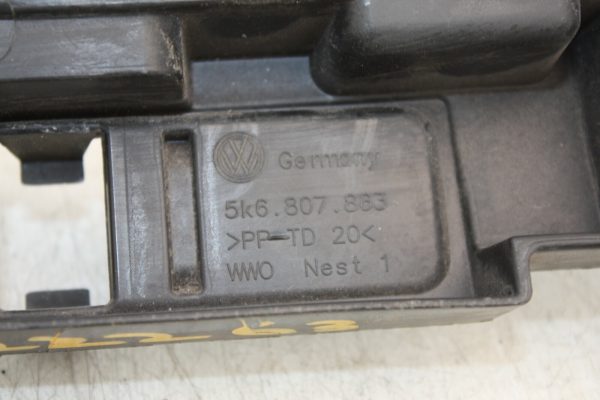 Germany
5k6.807.863
>PP-TD 20<
WWO Nest 1